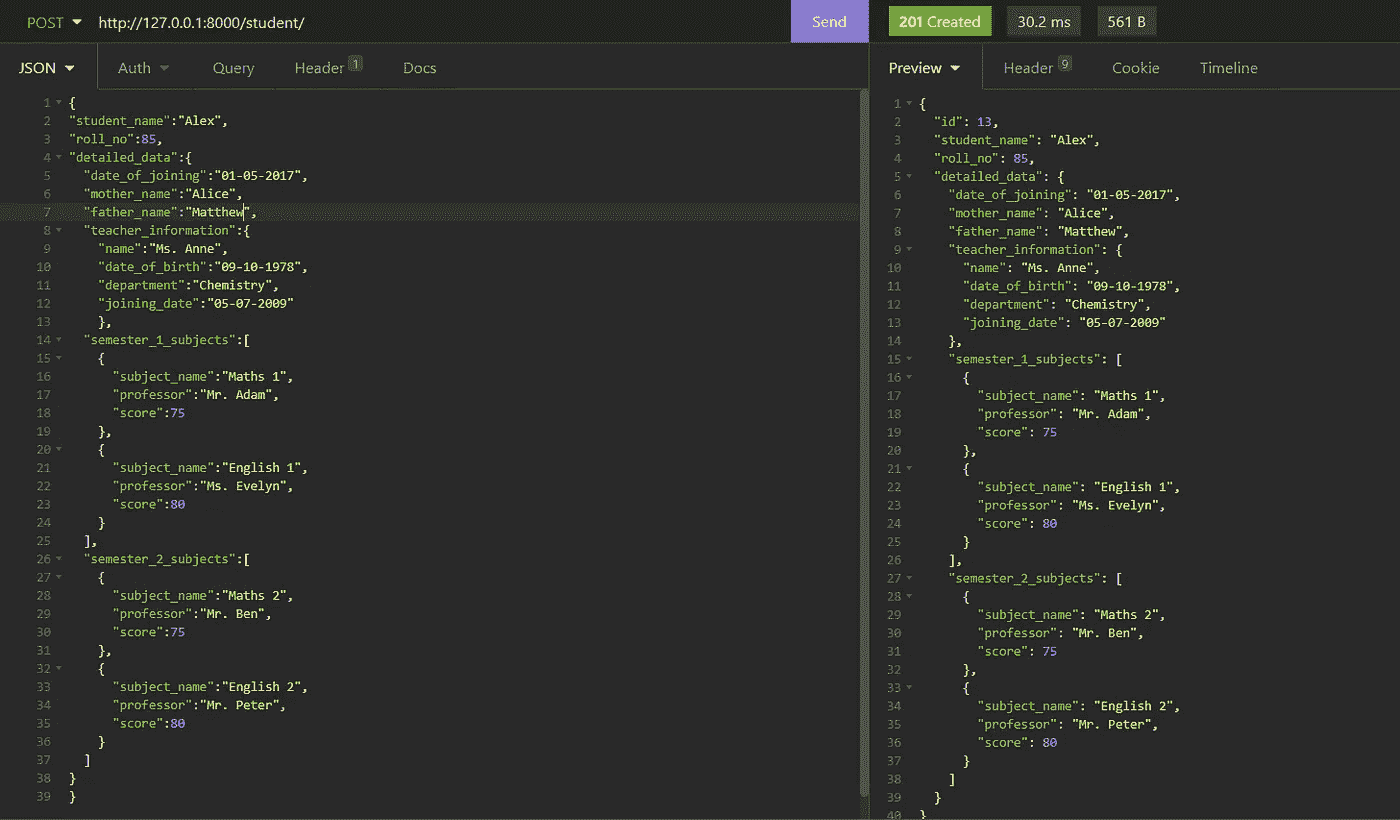 POST http://127.0.0.1:8000/student/ Send 201 Created 30.2 ms 561 B
JSON Auth Query Header 1 Docs Preview Header 9 Cookie Timeline
1 {
2 "student_name":"Alex",
3 "roll_no":85,
4 "detailed_data":{
5 "date_of_joining":"01-05-2017",
6 "mother_name":"Alice",
7 "father_name":"Matthew",
8 "teacher_information":{
9 "name":"Ms. Anne",
10 "date_of_birth":"09-10-1978",
11 "department":"Chemistry",
12 "joining_date":"05-07-2009"
13 },
14 "semester_1_subjects":[
15 {
16 "subject_name":"Maths 1",
17 "professor":"Mr. Adam",
18 "score":75
19 },
20 {
21 "subject_name":"English 1",
22 "professor":"Ms. Evelyn",
23 "score":80
24 }
25 ],
26 "semester_2_subjects":[
27 {
28 "subject_name":"Maths 2",
29 "professor":"Mr. Ben",
30 "score":75
31 },
32 {
33 "subject_name":"English 2",
34 "professor":"Mr. Peter",
35 "score":80
36 }
37 ]
38 }
39 }
1 {
2 "id": 13,
3 "student_name": "Alex",
4 "roll_no": 85,
5 "detailed_data": {
6 "date_of_joining": "01-05-2017",
7 "mother_name": "Alice",
8 "father_name": "Matthew",
9 "teacher_information": {
10 "name": "Ms. Anne",
11 "date_of_birth": "09-10-1978",
12 "department": "Chemistry",
13 "joining_date": "05-07-2009"
14 },
15 "semester_1_subjects": [
16 {
17 "subject_name": "Maths 1",
18 "professor": "Mr. Adam",
19 "score": 75
20 },
21 {
22 "subject_name": "English 1",
23 "professor": "Ms. Evelyn",
24 "score": 80
25 }
26 ],
27 "semester_2_subjects": [
28 {
29 "subject_name": "Maths 2",
30 "professor": "Mr. Ben",
31 "score": 75
32 },
33 {
34 "subject_name": "English 2",
35 "professor": "Mr. Peter",
36 "score": 80
37 }
38 ]
39 }
40 }